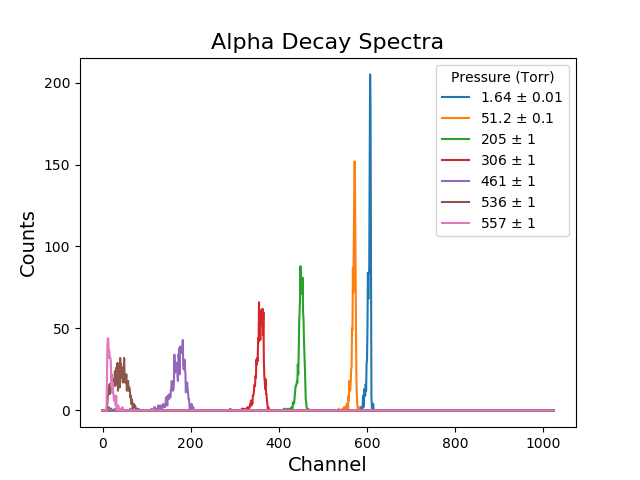 Alpha Decay Spectra
Pressure (Torr)
1.64 ± 0.01
51.2 ± 0.1
205 ± 1
306 ± 1
461 ± 1
536 ± 1
557 ± 1
Counts
200
150
100
50
0
0 200 400 600 800 1000
Channel